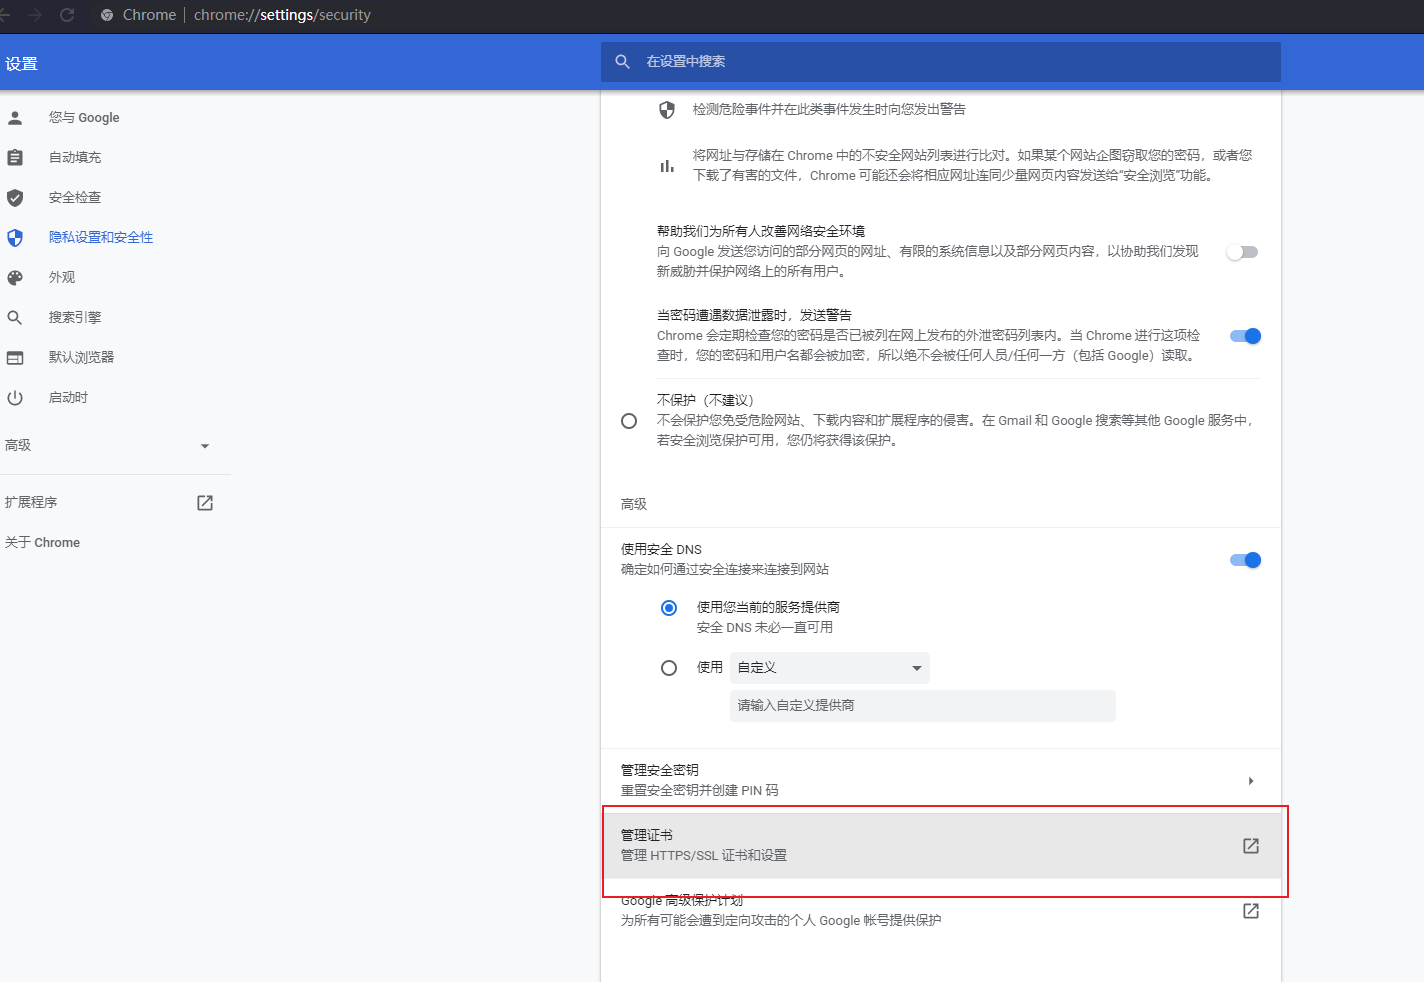 Chrome | chrome://settings/security
设置
在设置中搜索
您与 Google
自动填充
安全检查
隐私设置和安全性
外观
搜索引擎
默认浏览器
启动时
高级
扩展程序
关于 Chrome
检测危险事件并在此类事件发生时向您发出警告
将网址与存储在 Chrome 中的不安全网站列表进行比对。如果某个网站企图窃取您的密码，或者您
下载了有害的文件，Chrome 可能还会将相应网址连同少量网页内容发送给“安全浏览”功能。
帮助我们为所有人改善网络安全环境
向 Google 发送您访问的部分网页的网址、有限的系统信息以及部分网页内容，以协助我们发现
新威胁并保护网络上的所有用户。
当密码遭遇数据泄露时，发送警告
Chrome 会定期检查您的密码是否已被列在网上发布的外泄密码列表内。当 Chrome 进行这项检
查时，您的密码和用户名都会被加密，所以绝不会被任何人员/任何一方（包括 Google）读取。
不保护（不建议）
不会保护您免受危险网站、下载内容和扩展程序的侵害。在 Gmail 和 Google 搜索等其他 Google 服务中，
若安全浏览保护可用，您仍将获得该保护。
高级
使用安全 DNS
确定如何通过安全连接来连接到网站
使用您当前的服务提供商
安全 DNS 未必一直可用
使用 自定义
请输入自定义提供商
管理安全密钥
重置安全密钥并创建 PIN 码
管理证书
管理 HTTPS/SSL 证书和设置
Google 高级保护计划
为所有可能会遭到定向攻击的个人 Google 帐号提供保护